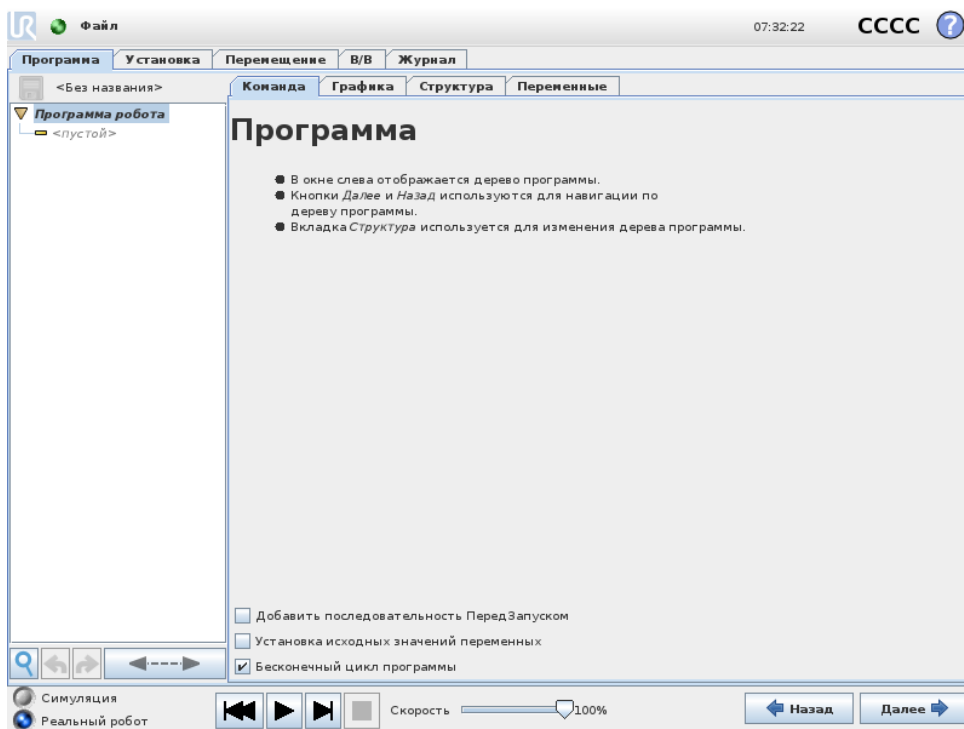 UR Файл 07:32:22 CCCC ?
Программа Установка Перемещение В/В Журнал
<Без названия> Команда Графика Структура Переменные
Программа робота
<пустой>
Программа
В окне слева отображается дерево программы.
Кнопки Далее и Назад используются для навигации по
дереву программы.
Вкладка Структура используется для изменения дерева программы.
Добавить последовательность ПередЗапуском
Установка исходных значений переменных
Бесконечный цикл программы
Симуляция
Реальный робот
Скорость 100% Назад Далее